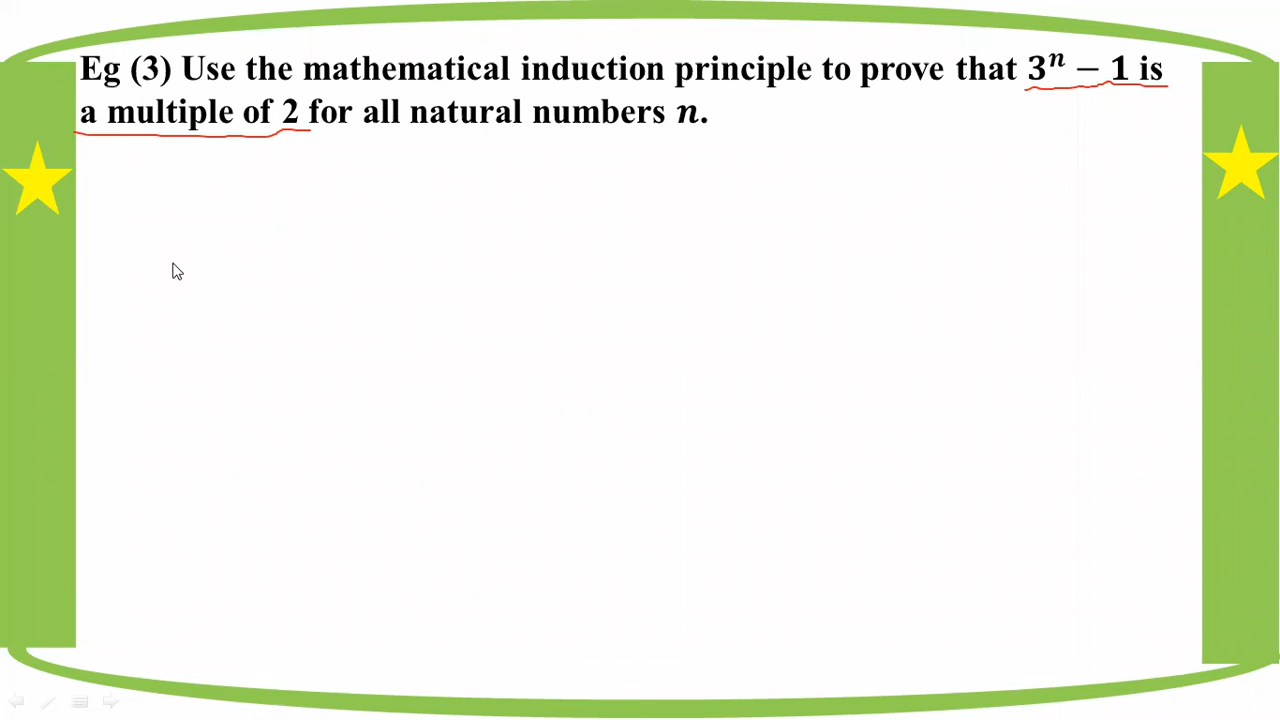 Eg (3) Use the mathematical induction principle to prove that 3ⁿ − 1 is
a multiple of 2 for all natural numbers n.